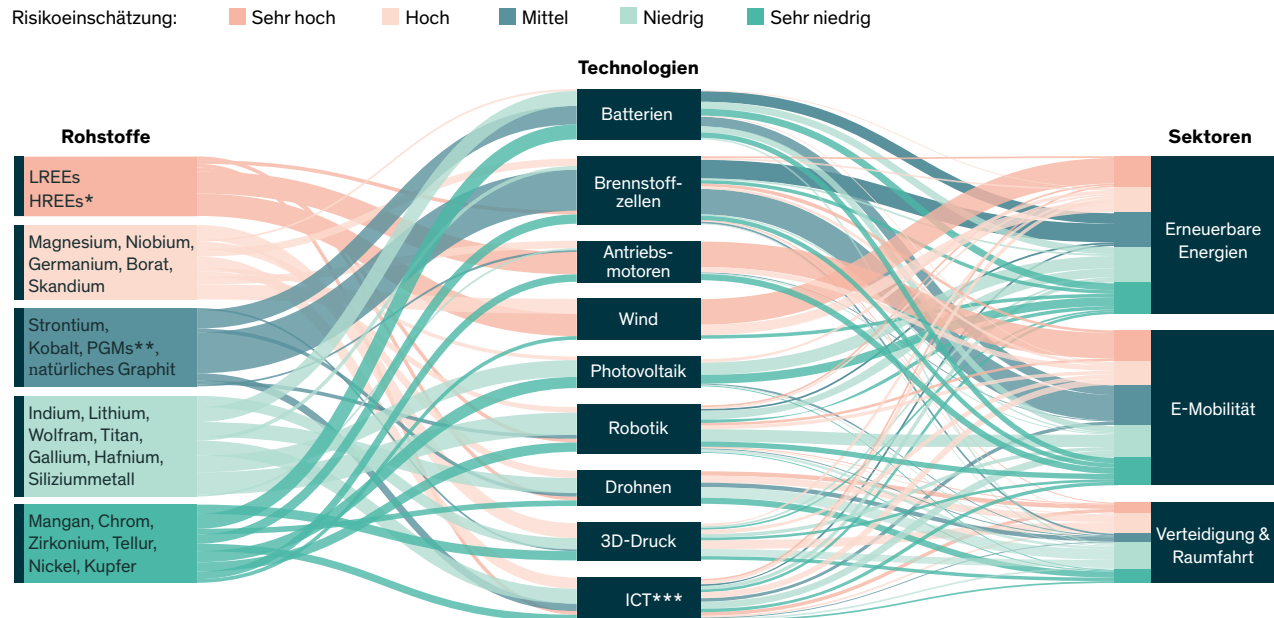 Risikoeinschätzung: Sehr hoch Hoch Mittel Niedrig Sehr niedrig
Rohstoffe
LREEs
HREEs*
Magnesium, Niobium,
Germanium, Borat,
Skandium
Strontium,
Kobalt, PGMs**,
natürliches Graphit
Indium, Lithium,
Wolfram, Titan,
Gallium, Hafnium,
Siliziummetall
Mangan, Chrom,
Zirkonium, Tellur,
Nickel, Kupfer
Technologien
Batterien
Brennstoff-
zellen
Antriebs-
motoren
Wind
Photovoltaik
Robotik
Drohnen
3D-Druck
ICT***
Sektoren
Erneuerbare
Energien
E-Mobilität
Verteidigung &
Raumfahrt